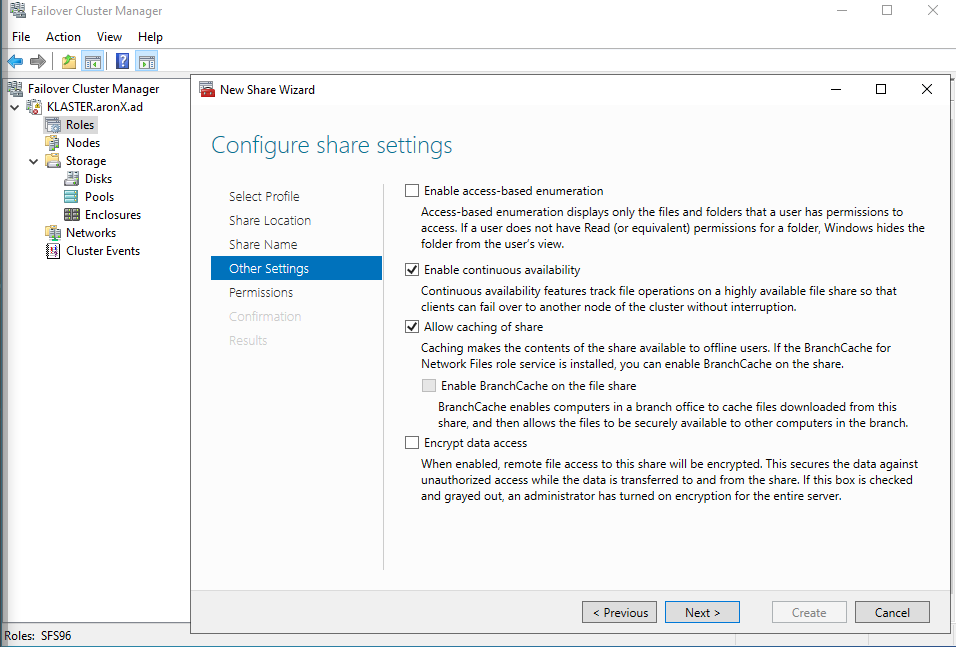 Failover Cluster Manager
File Action View Help
Failover Cluster Manager
KLASTER.aronX.ad
Roles
Nodes
Storage
Disks
Pools
Enclosures
Networks
Cluster Events
New Share Wizard
Configure share settings
Select Profile
Share Location
Share Name
Other Settings
Permissions
Confirmation
Results
Enable access-based enumeration
Access-based enumeration displays only the files and folders that a user has permissions to
access. If a user does not have Read (or equivalent) permissions for a folder, Windows hides the
folder from the user's view.
Enable continuous availability
Continuous availability features track file operations on a highly available file share so that
clients can fail over to another node of the cluster without interruption.
Allow caching of share
Caching makes the contents of the share available to offline users. If the BranchCache for
Network Files role service is installed, you can enable BranchCache on the share.
Enable BranchCache on the file share
BranchCache enables computers in a branch office to cache files downloaded from this
share, and then allows the files to be securely available to other computers in the branch.
Encrypt data access
When enabled, remote file access to this share will be encrypted. This secures the data against
unauthorized access while the data is transferred to and from the share. If this box is checked
and grayed out, an administrator has turned on encryption for the entire server.
< Previous Next > Create Cancel
Roles: SFS96